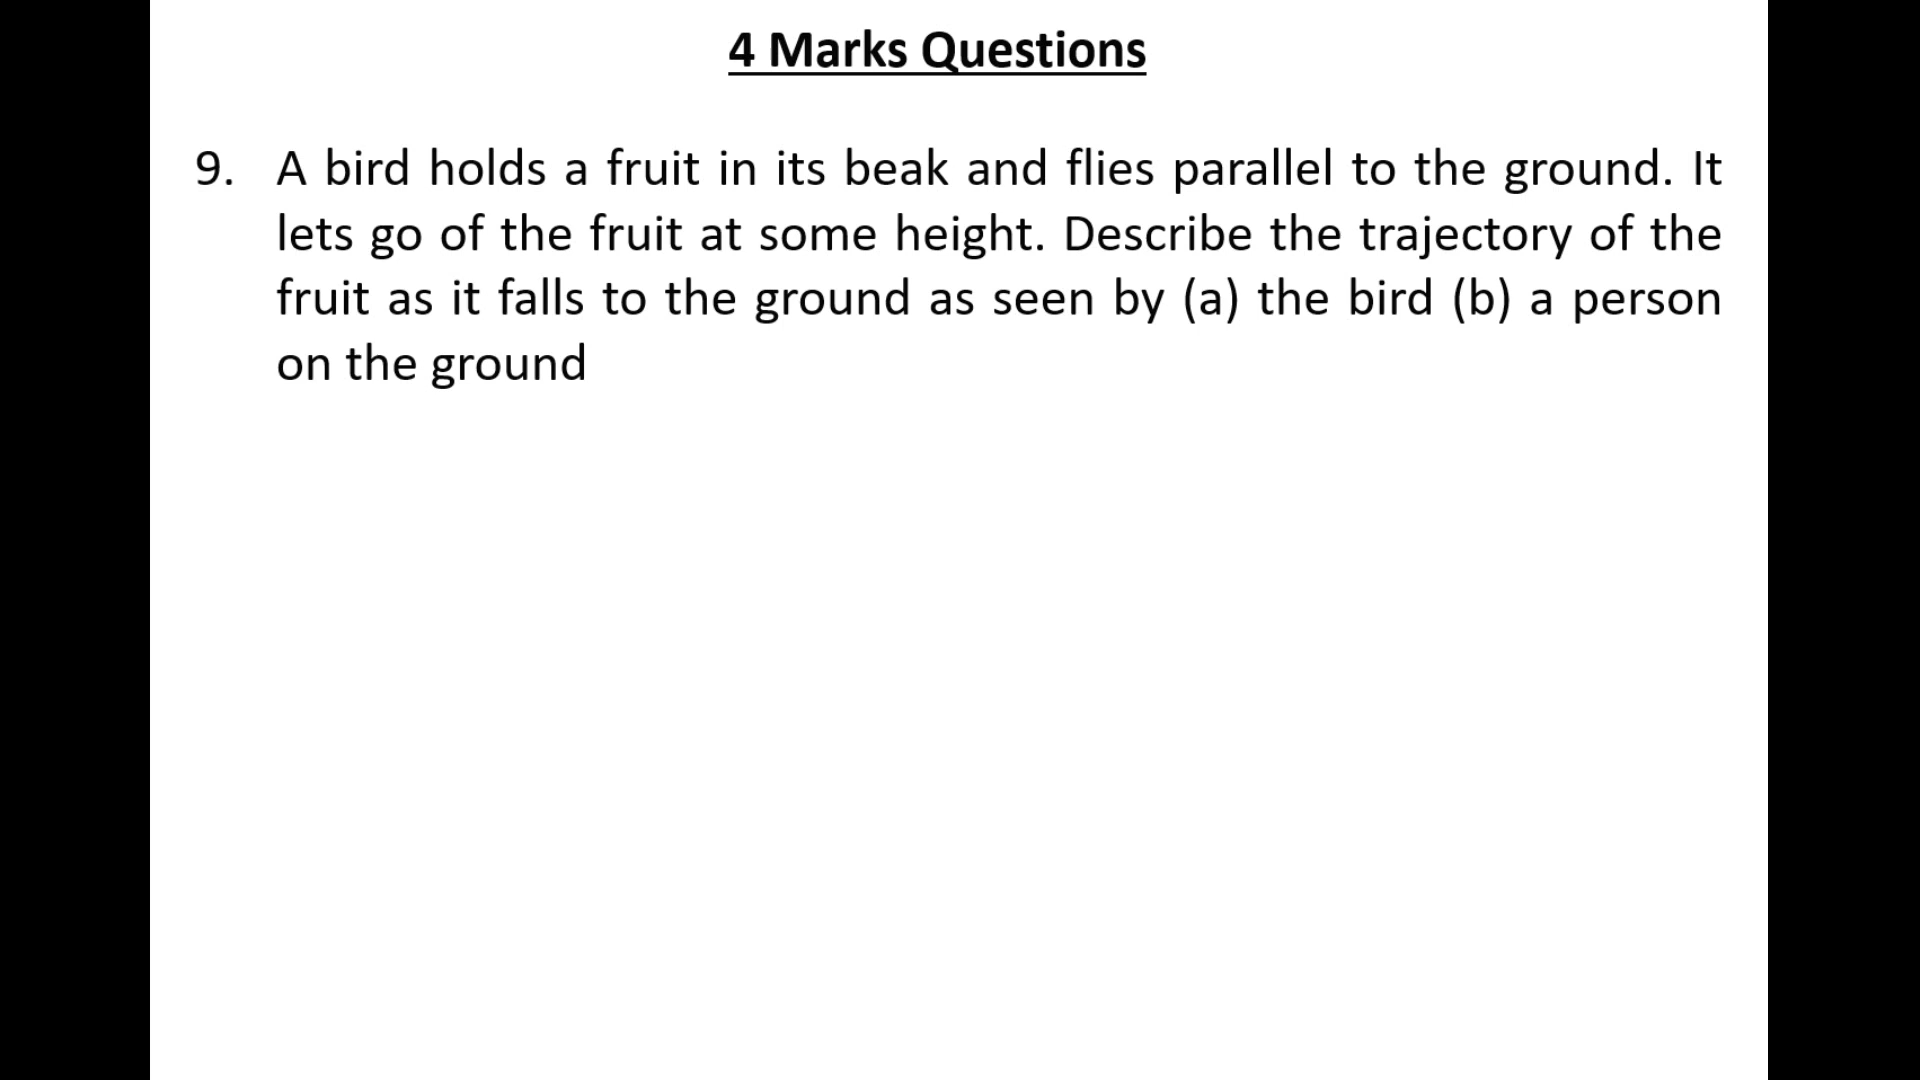 4 Marks Questions
9. A bird holds a fruit in its beak and flies parallel to the ground. It
lets go of the fruit at some height. Describe the trajectory of the
fruit as it falls to the ground as seen by (a) the bird (b) a person
on the ground